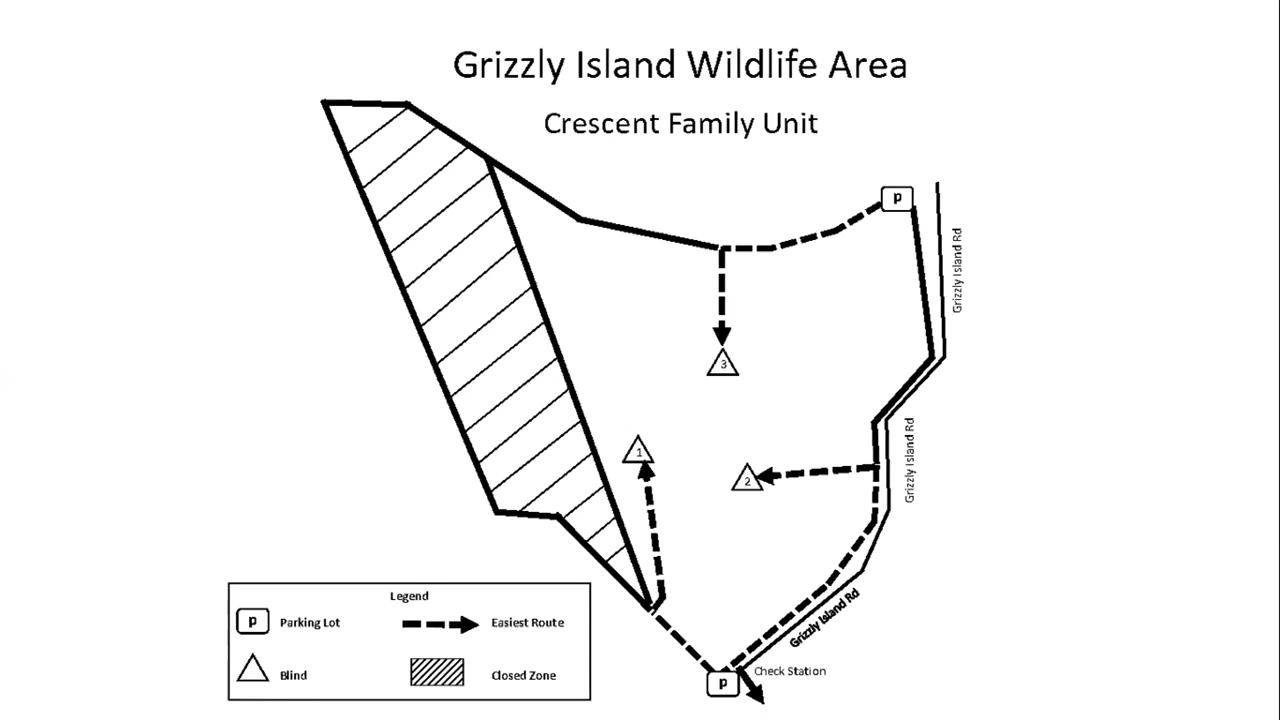 Grizzly Island Wildlife Area
Crescent Family Unit
P
Grizzly Island Rd
3
Grizzly Island Rd
1
2
Grizzly Island Rd
Check Station
P
Legend
P Parking Lot
Easiest Route
Blind
Closed Zone